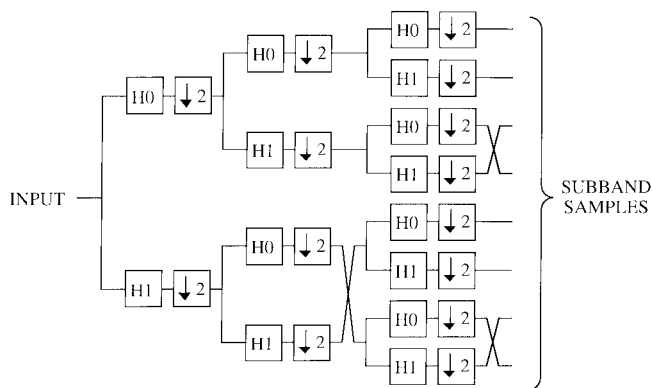 H0 ↓ 2
H1 ↓ 2
H0 ↓ 2
H1 ↓ 2
H0 ↓ 2
H1 ↓ 2
H0 ↓ 2
H1 ↓ 2
H0 ↓ 2
H1 ↓ 2
H0 ↓ 2
H1 ↓ 2
H0 ↓ 2
H1 ↓ 2
INPUT
SUBBAND
SAMPLES